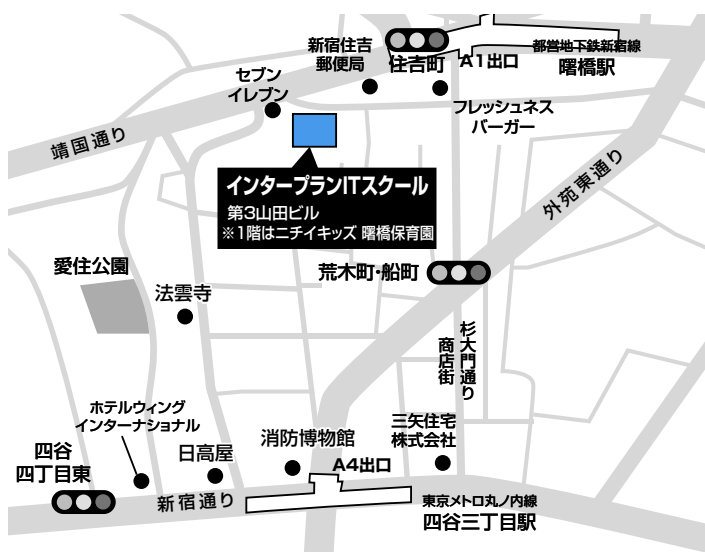 新宿住吉
郵便局
住吉町
A1出口
都営地下鉄新宿線
曙橋駅
セブン
イレブン
フレッシュネス
バーガー
靖国通り
インタープランITスクール
第3山田ビル
※1階はニチイキッズ 曙橋保育園
外苑東通り
愛住公園
法雲寺
荒木町・船町
杉大門通り
商店街
ホテルウィング
インターナショナル
四谷
四丁目東
日高屋
消防博物館
三矢住宅
株式会社
A4出口
新宿通り
東京メトロ丸ノ内線
四谷三丁目駅